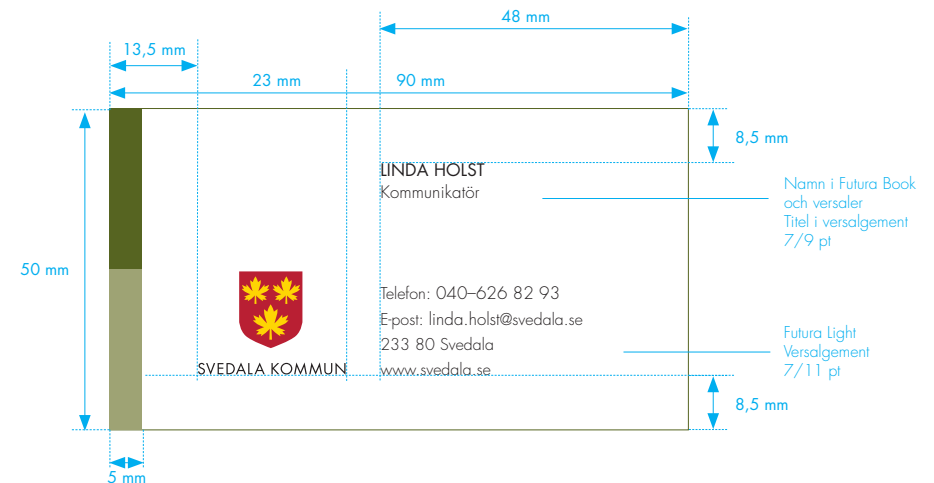 48 mm
13,5 mm
23 mm
90 mm
8,5 mm
LINDA HOLST
Kommunikatör
Namn i Futura Book
och versaler
Titel i versalgement
7/9 pt
50 mm
Telefon: 040–626 82 93
E-post: linda.holst@svedala.se
233 80 Svedala
www.svedala.se
SVEDALA KOMMUN
Futura Light
Versalgement
7/11 pt
8,5 mm
5 mm